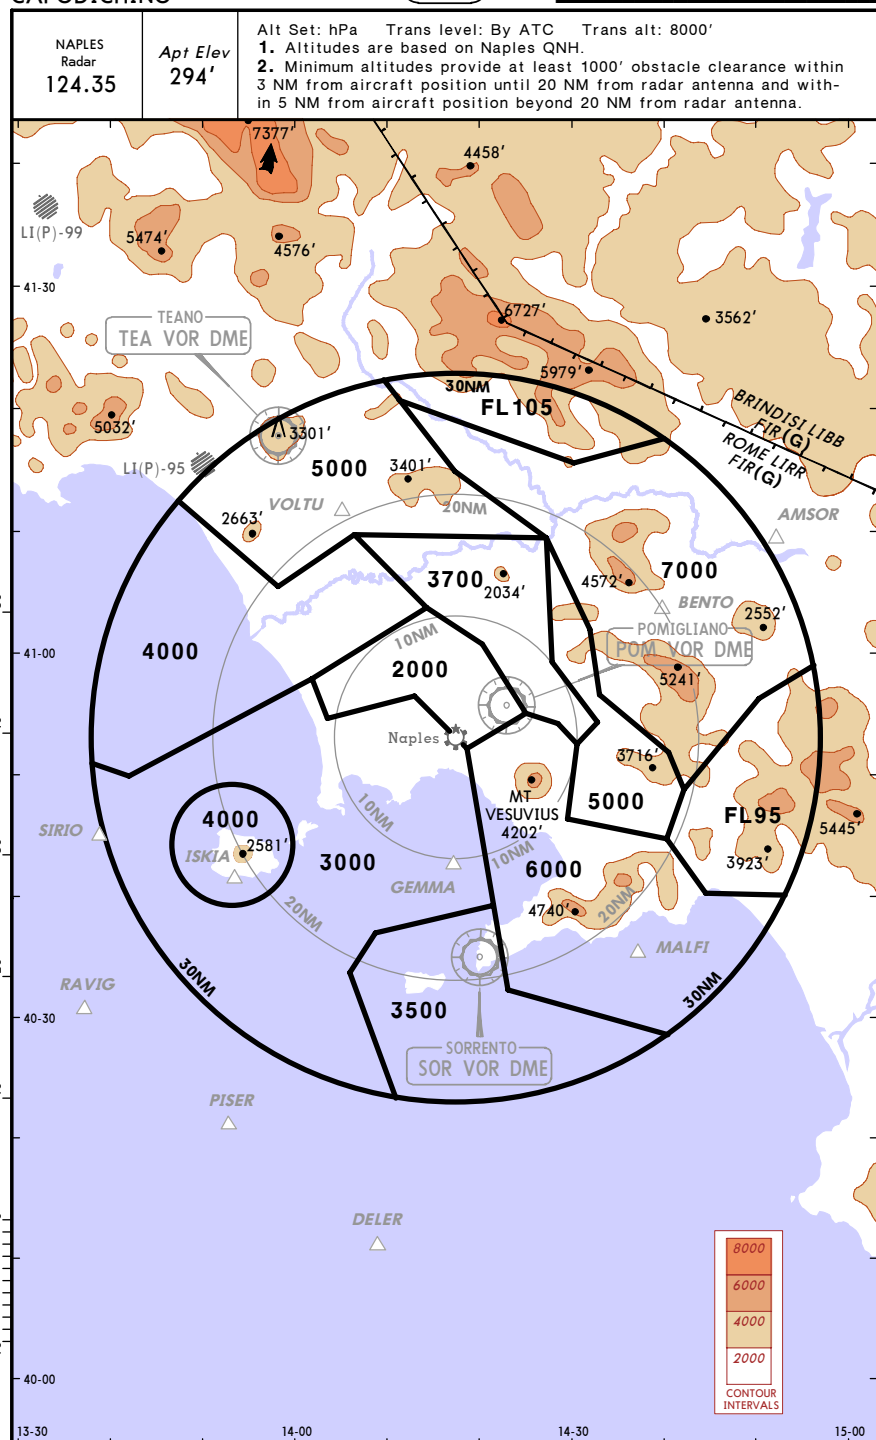 NAPLES
Radar
124.35
Apt Elev
294'
Alt Set: hPa Trans level: By ATC Trans alt: 8000'
1. Altitudes are based on Naples QNH.
2. Minimum altitudes provide at least 1000' obstacle clearance within
3 NM from aircraft position until 20 NM from radar antenna and with-
in 5 NM from aircraft position beyond 20 NM from radar antenna.
7377'
4458'
LI(P)-99
5474'
4576'
41-30
TEANO
TEA VOR DME
6727'
3562'
5979'
30NM
FL105
BRINDISI LIBB
FIR(G)
ROME LIRR
FIR(G)
5032'
3301'
LI(P)-95
5000
3401'
VOLTU
20NM
AMSOR
2663'
3700
2034'
4572'
7000
BENTO
2552'
10NM
POMIGLIANO
POM VOR DME
41-00
4000
2000
5241'
Naples
3716'
MT
VESUVIUS
4202'
5000
FL95
5445'
10NM
SIRIO
4000
2581'
ISKIA
3000
GEMMA
10NM
6000
3923'
20NM
4740'
20NM
MALFI
RAVIG
30NM
30NM
3500
40-30
SORRENTO
SOR VOR DME
PISER
DELER
8000
6000
4000
2000
CONTOUR
INTERVALS
40-00
13-30
14-00
14-30
15-00